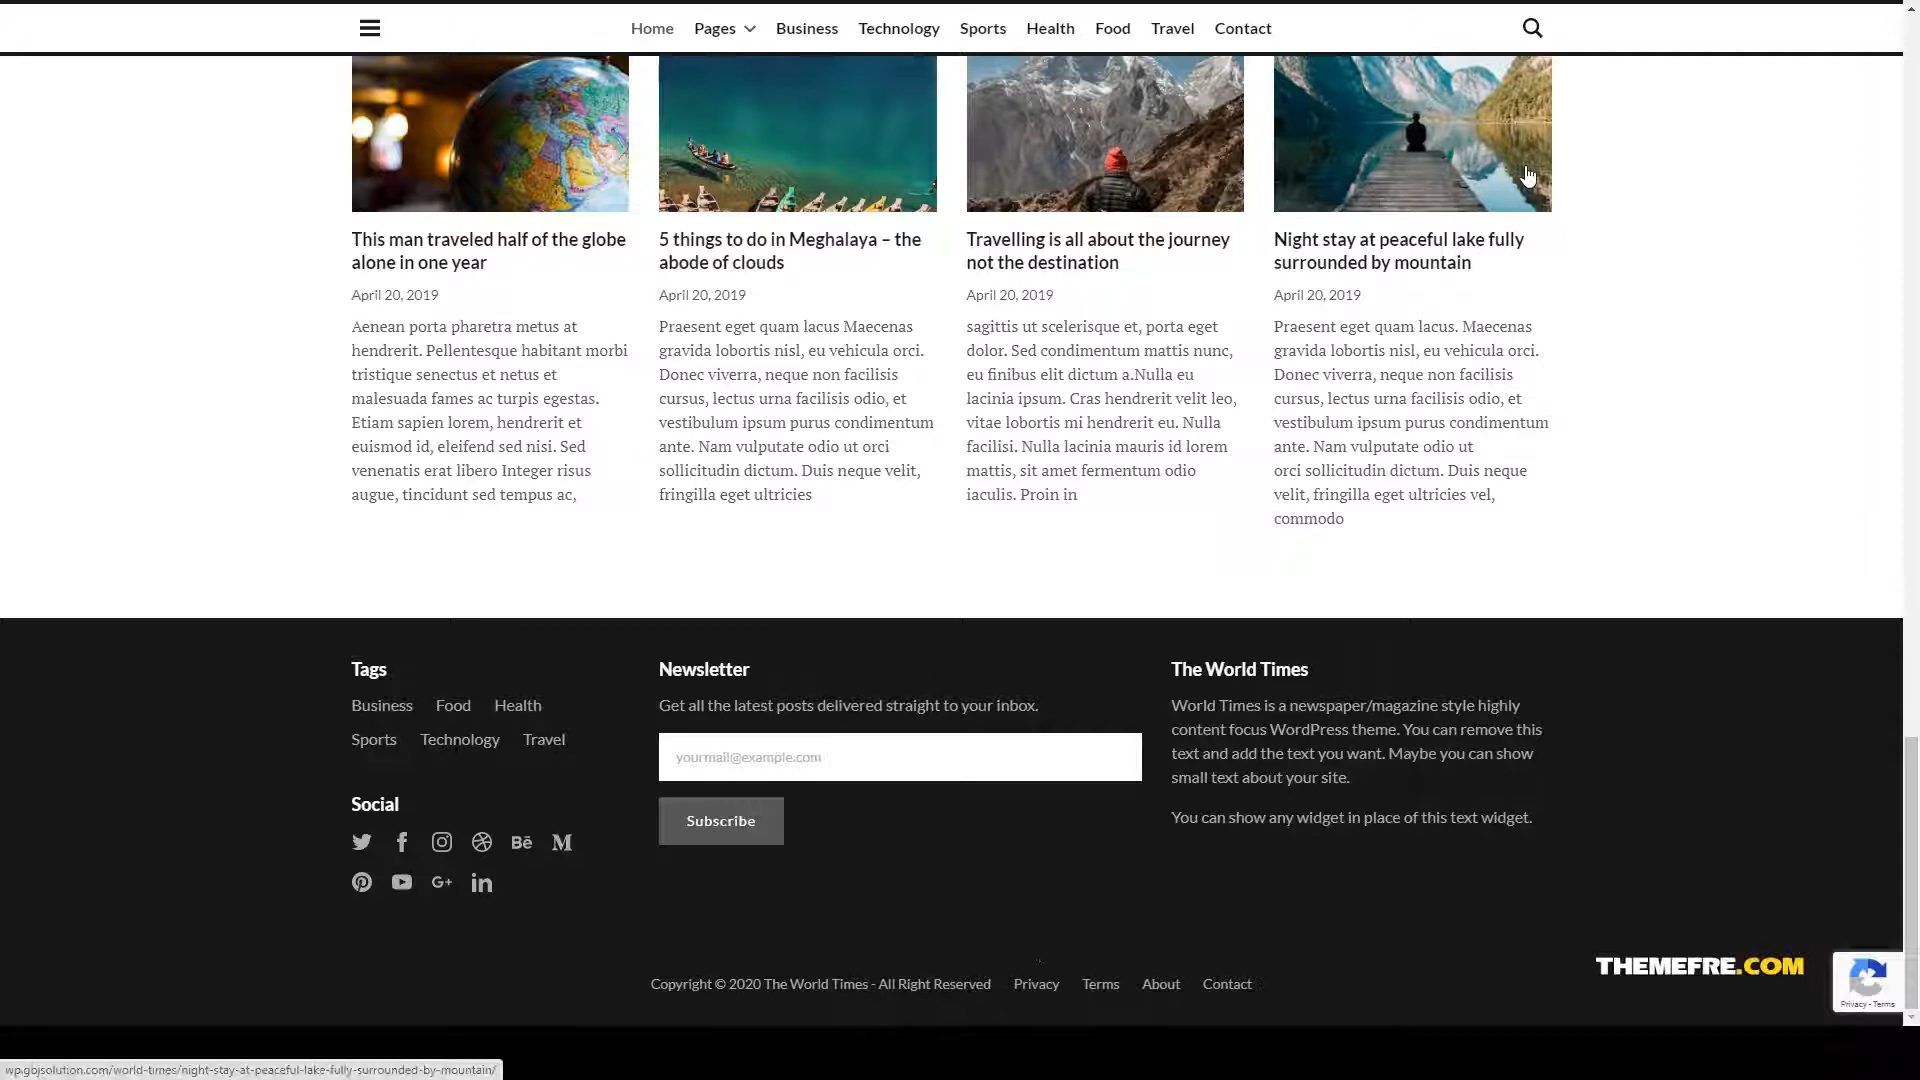 Home Pages Business Technology Sports Health Food Travel Contact
This man traveled half of the globe
alone in one year
April 20, 2019
Aenean porta pharetra metus at
hendrerit. Pellentesque habitant morbi
tristique senectus et netus et
malesuada fames ac turpis egestas.
Etiam sapien lorem, hendrerit et
euismod id, eleifend sed nisi. Sed
venenatis erat libero Integer risus
augue, tincidunt sed tempus ac,
5 things to do in Meghalaya – the
abode of clouds
April 20, 2019
Praesent eget quam lacus Maecenas
gravida lobortis nisl, eu vehicula orci.
Donec viverra, neque non facilisis
cursus, lectus urna facilisis odio, et
vestibulum ipsum purus condimentum
ante. Nam vulputate odio ut orci
sollicitudin dictum. Duis neque velit,
fringilla eget ultricies
Travelling is all about the journey
not the destination
April 20, 2019
sagittis ut scelerisque et, porta eget
dolor. Sed condimentum mattis nunc,
eu finibus elit dictum a.Nulla eu
lacinia ipsum. Cras hendrerit velit leo,
vitae lobortis mi hendrerit eu. Nulla
facilisi. Nulla lacinia mauris id lorem
mattis, sit amet fermentum odio
iaculis. Proin in
Night stay at peaceful lake fully
surrounded by mountain
April 20, 2019
Praesent eget quam lacus. Maecenas
gravida lobortis nisl, eu vehicula orci.
Donec viverra, neque non facilisis
cursus, lectus urna facilisis odio, et
vestibulum ipsum purus condimentum
ante. Nam vulputate odio ut
orci sollicitudin dictum. Duis neque
velit, fringilla eget ultricies vel,
commodo
Tags
Business Food Health
Sports Technology Travel
Social
Newsletter
Get all the latest posts delivered straight to your inbox.
yourmail@example.com
Subscribe
The World Times
World Times is a newspaper/magazine style highly
content focus WordPress theme. You can remove this
text and add the text you want. Maybe you can show
small text about your site.
You can show any widget in place of this text widget.
THEMEFRE.COM
Copyright © 2020 The World Times - All Right Reserved Privacy Terms About Contact
Privacy - Terms
wp.gbjsolution.com/world-times/night-stay-at-peaceful-lake-fully-surrounded-by-mountain/